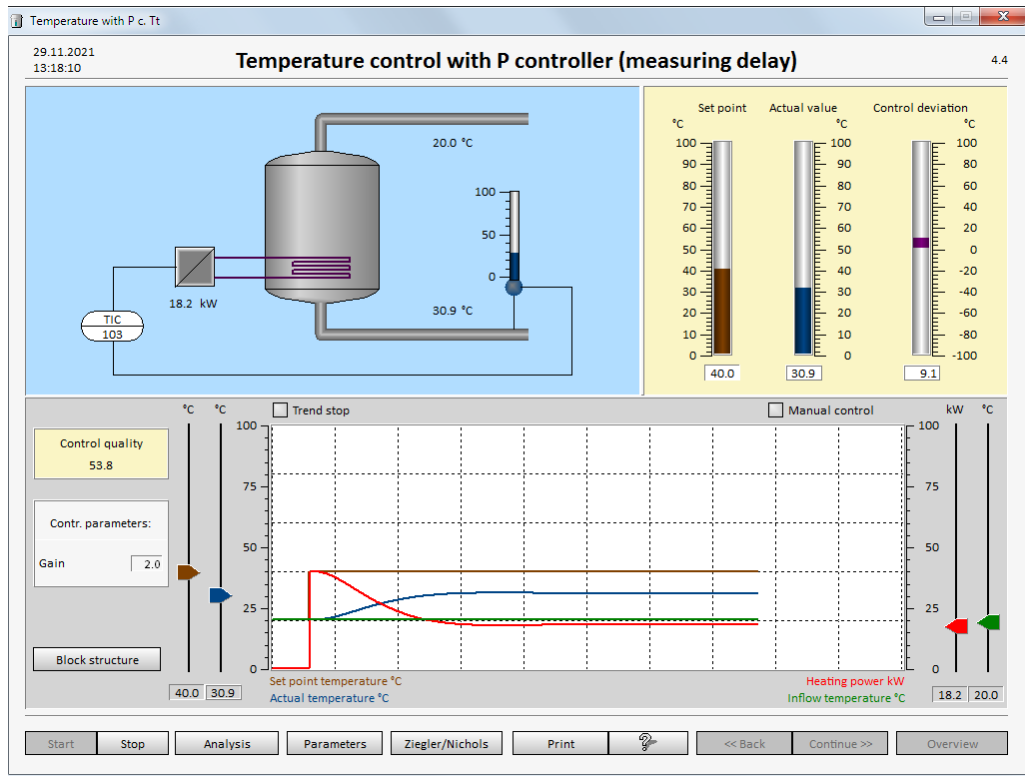 Temperature with P c. Tt
29.11.2021
13:18:10
Temperature control with P controller (measuring delay)
4.4
20.0 °C
100
50
0
18.2 kW
30.9 °C
TIC
103
Set point Actual value Control deviation
°C °C °C
100 100 100
90 90 80
80 80 60
70 70 40
60 60 20
50 50 0
40 40 -20
30 30 -40
20 20 -60
10 10 -80
0 0 -100
40.0 30.9 9.1
°C °C Trend stop Manual control kW °C
100 100
75 75
50 50
25 25
0 0
Control quality
53.8
Contr. parameters:
Gain 2.0
Block structure
40.0 30.9
Set point temperature °C Heating power kW
Actual temperature °C Inflow temperature °C
18.2 20.0
Start Stop Analysis Parameters Ziegler/Nichols Print ? << Back Continue >> Overview